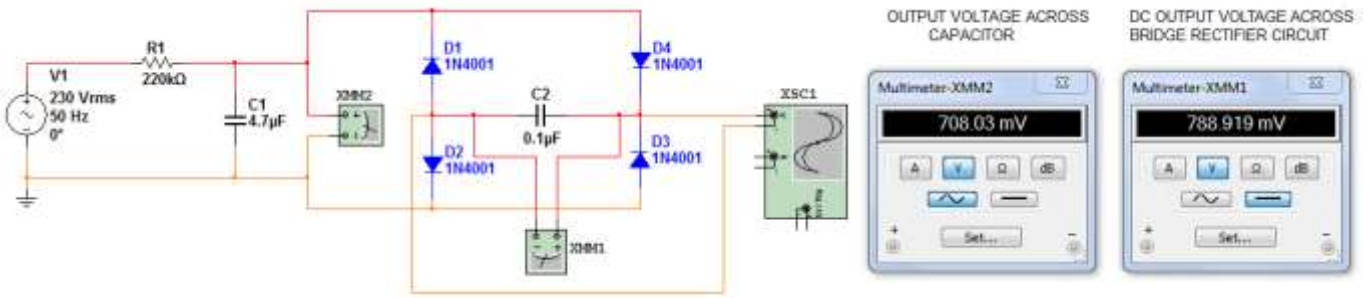 OUTPUT VOLTAGE ACROSS
CAPACITOR
DC OUTPUT VOLTAGE ACROSS
BRIDGE RECTIFIER CIRCUIT
V1
230 Vrms
50 Hz
0°
R1
220kΩ
C1
4.7µF
XMM2
D1
1N4001
D2
1N4001
C2
0.1µF
D4
1N4001
D3
1N4001
XMM1
XSC1
Multimeter-XMM2
708.03 mV
A V Ω dB
+ -
Set...
Multimeter-XMM1
788.919 mV
A V Ω dB
+ -
Set...